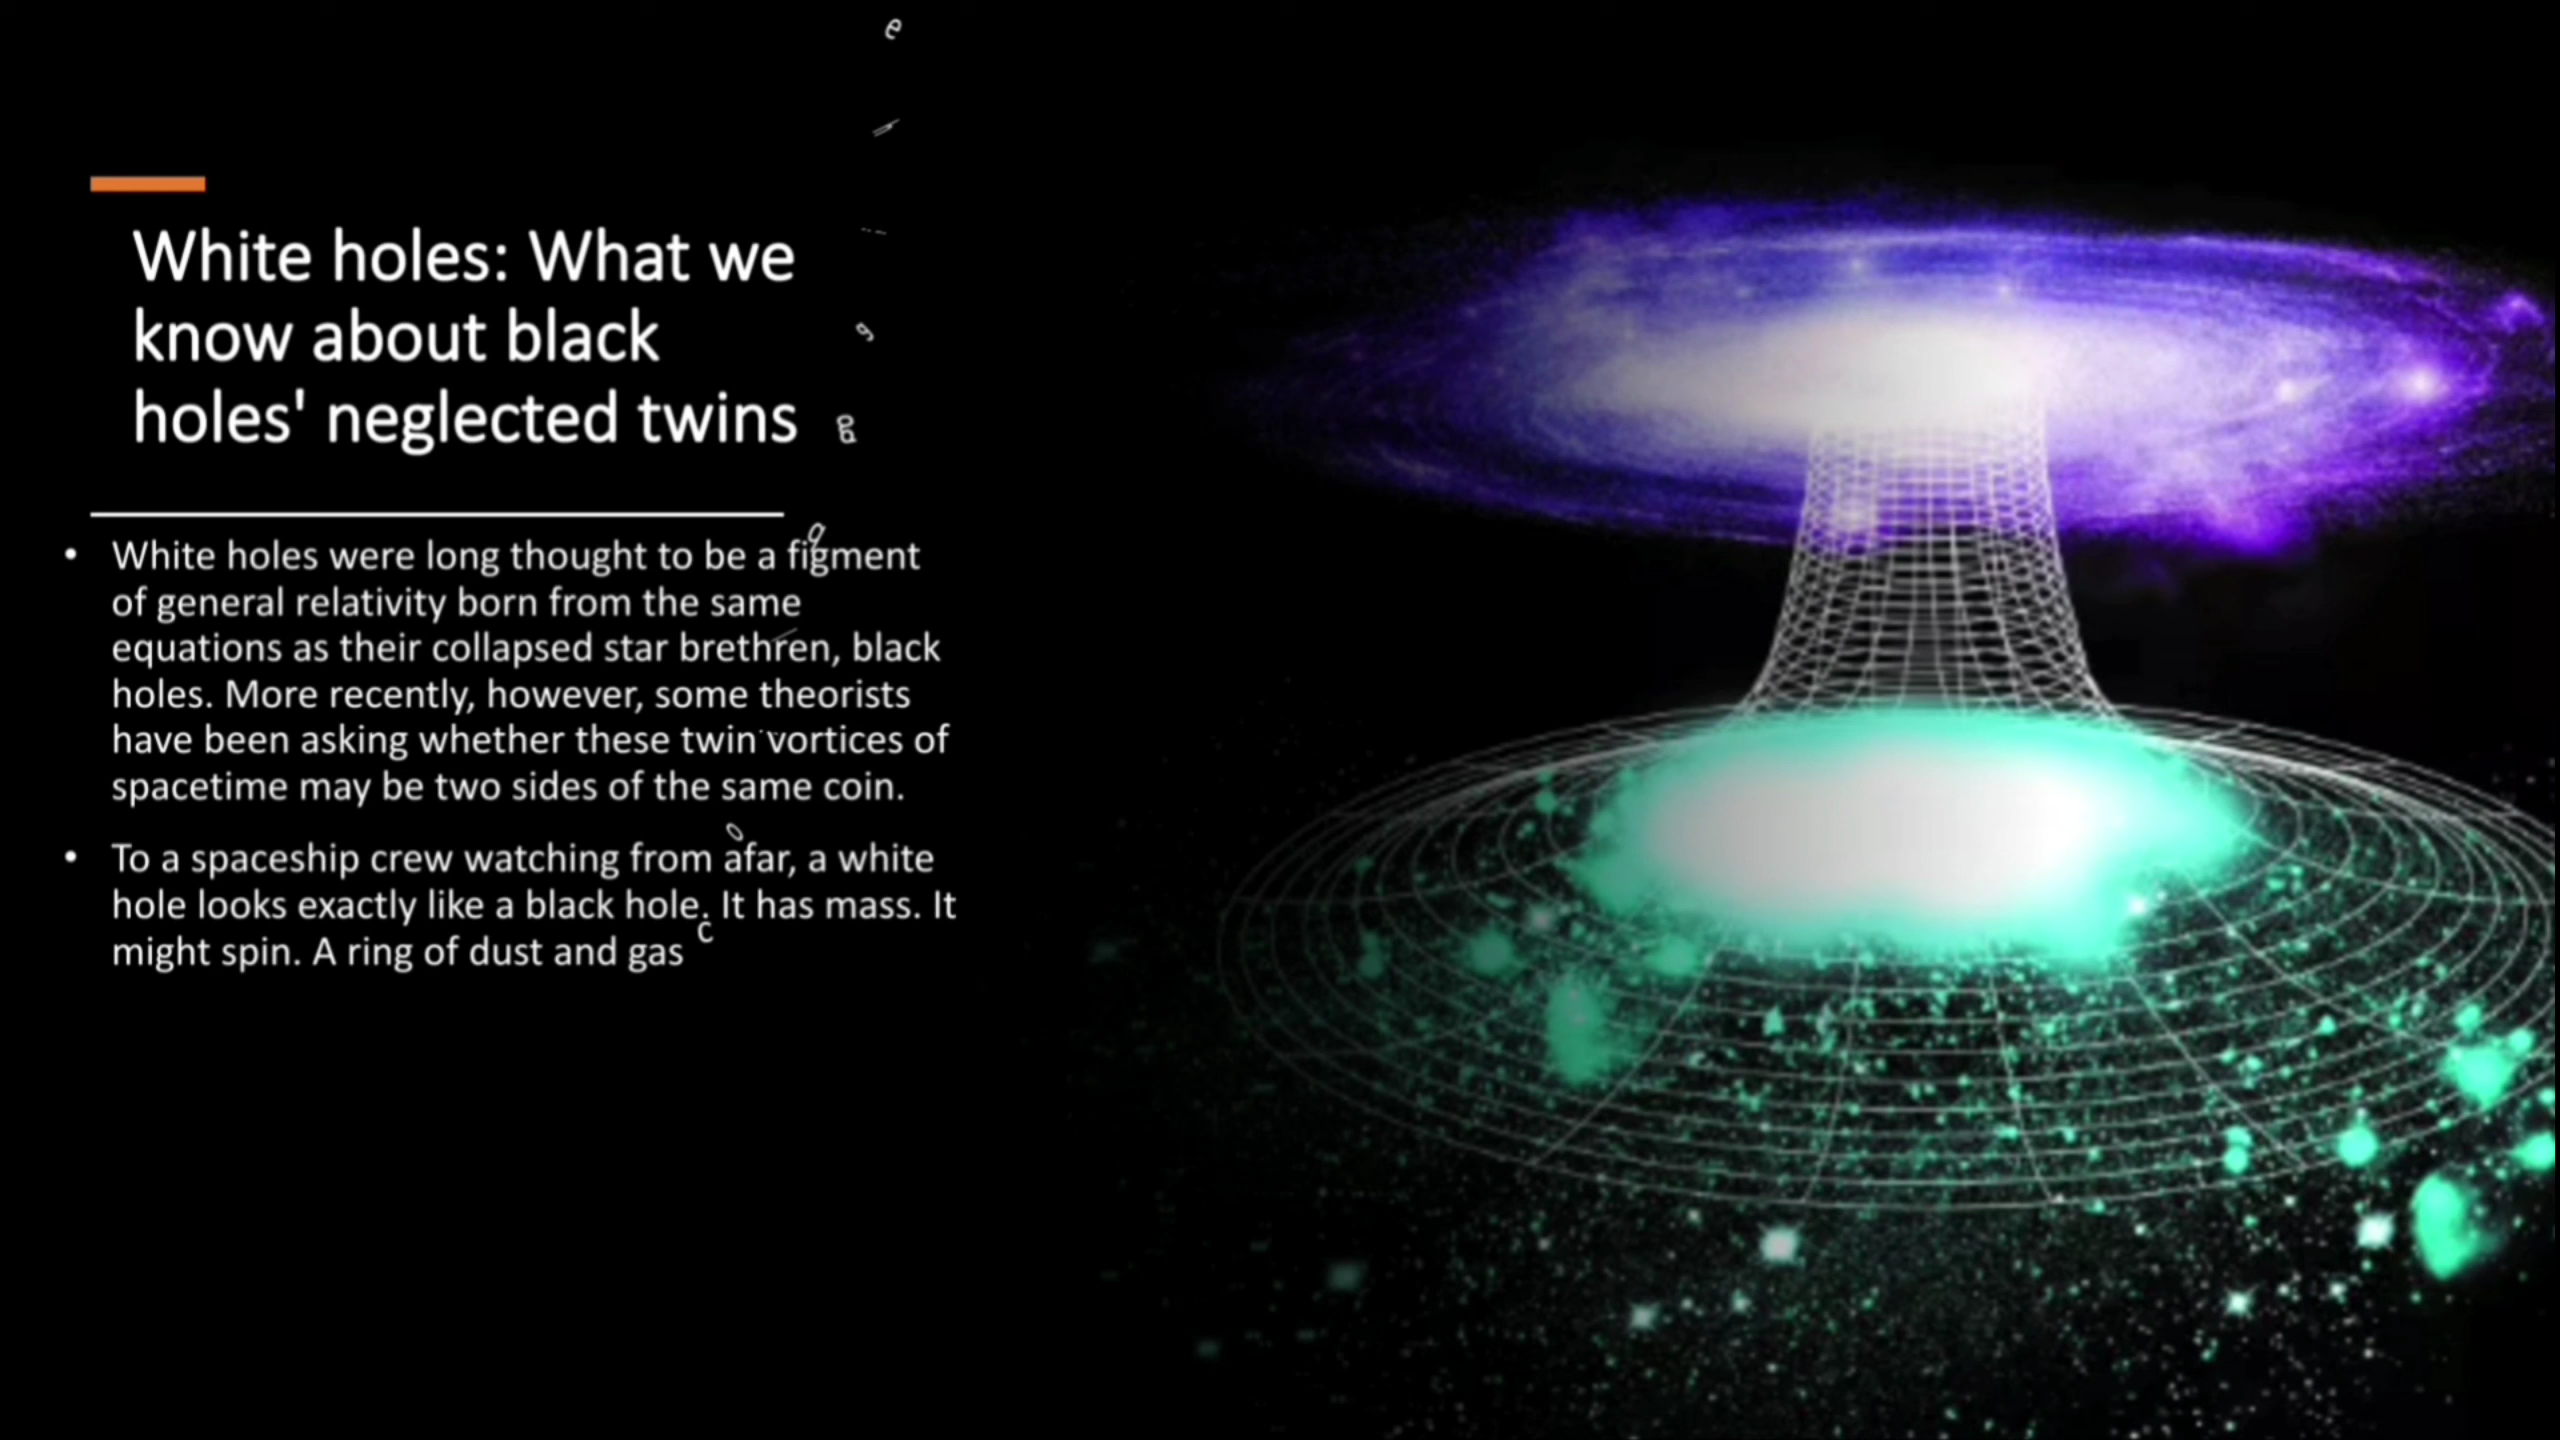 White holes: What we
know about black
holes' neglected twins
• White holes were long thought to be a figment
of general relativity born from the same
equations as their collapsed star brethren, black
holes. More recently, however, some theorists
have been asking whether these twin vortices of
spacetime may be two sides of the same coin.
• To a spaceship crew watching from afar, a white
hole looks exactly like a black hole. It has mass. It
might spin. A ring of dust and gas c